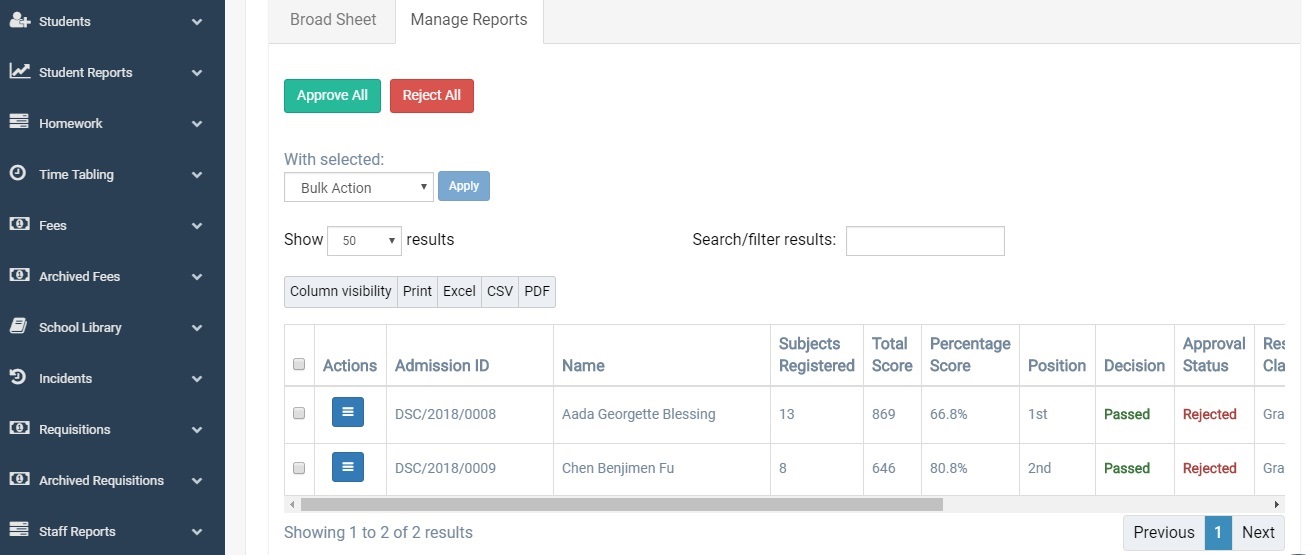 Students
Student Reports
Homework
Time Tabling
Fees
Archived Fees
School Library
Incidents
Requisitions
Archived Requisitions
Staff Reports
Broad Sheet Manage Reports
Approve All Reject All
With selected:
Bulk Action Apply
Show 50 results Search/filter results:
Column visibility Print Excel CSV PDF
Subjects Total Percentage Approval Res
Actions Admission ID Name Registered Score Score Position Decision Status Cla
DSC/2018/0008 Aada Georgette Blessing 13 869 66.8% 1st Passed Rejected Gra
DSC/2018/0009 Chen Benjimen Fu 8 646 80.8% 2nd Passed Rejected Gra
Showing 1 to 2 of 2 results Previous 1 Next